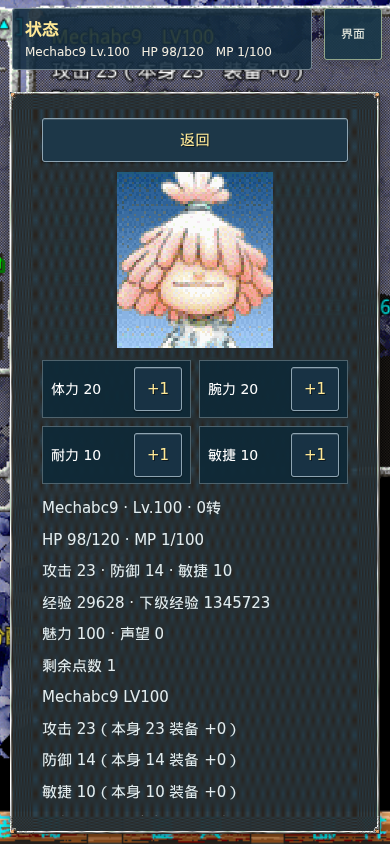 状态
Mechabc9 Lv.100 HP 98/120 MP 1/100
界面
Mechabc9 LV100
攻击 23 ( 本身 23 装备 +0 )
返回
体力 20 +1 腕力 20 +1
耐力 10 +1 敏捷 10 +1
Mechabc9 · Lv.100 · 0转
HP 98/120 · MP 1/100
攻击 23 · 防御 14 · 敏捷 10
经验 29628 · 下级经验 1345723
魅力 100 · 声望 0
剩余点数 1
Mechabc9 LV100
攻击 23 ( 本身 23 装备 +0 )
防御 14 ( 本身 14 装备 +0 )
敏捷 10 ( 本身 10 装备 +0 )